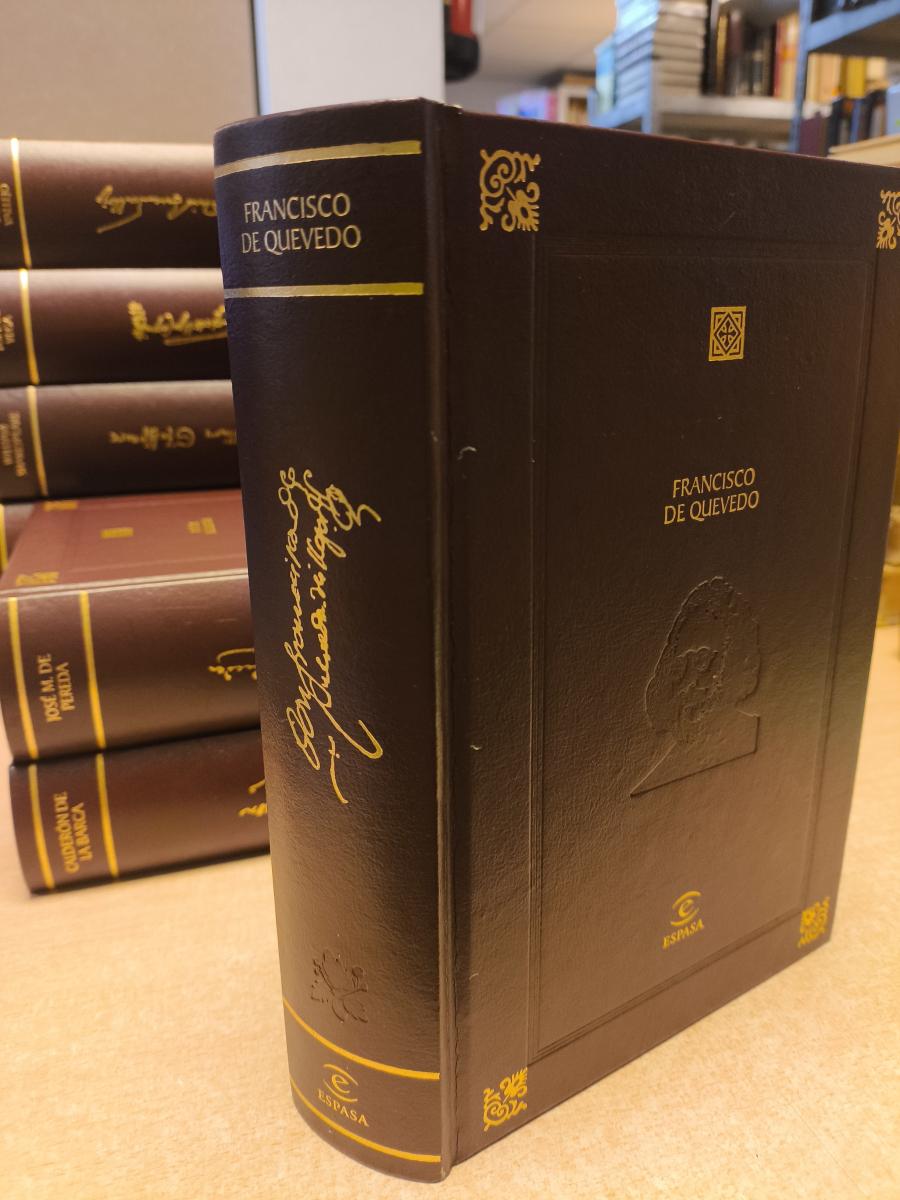 FRANCISCO
DE QUEVEDO
ESPASA
FRANCISCO
DE QUEVEDO
ESPASA
JOSÉ M. DE
PEREDA
CALDERÓN DE
LA BARCA